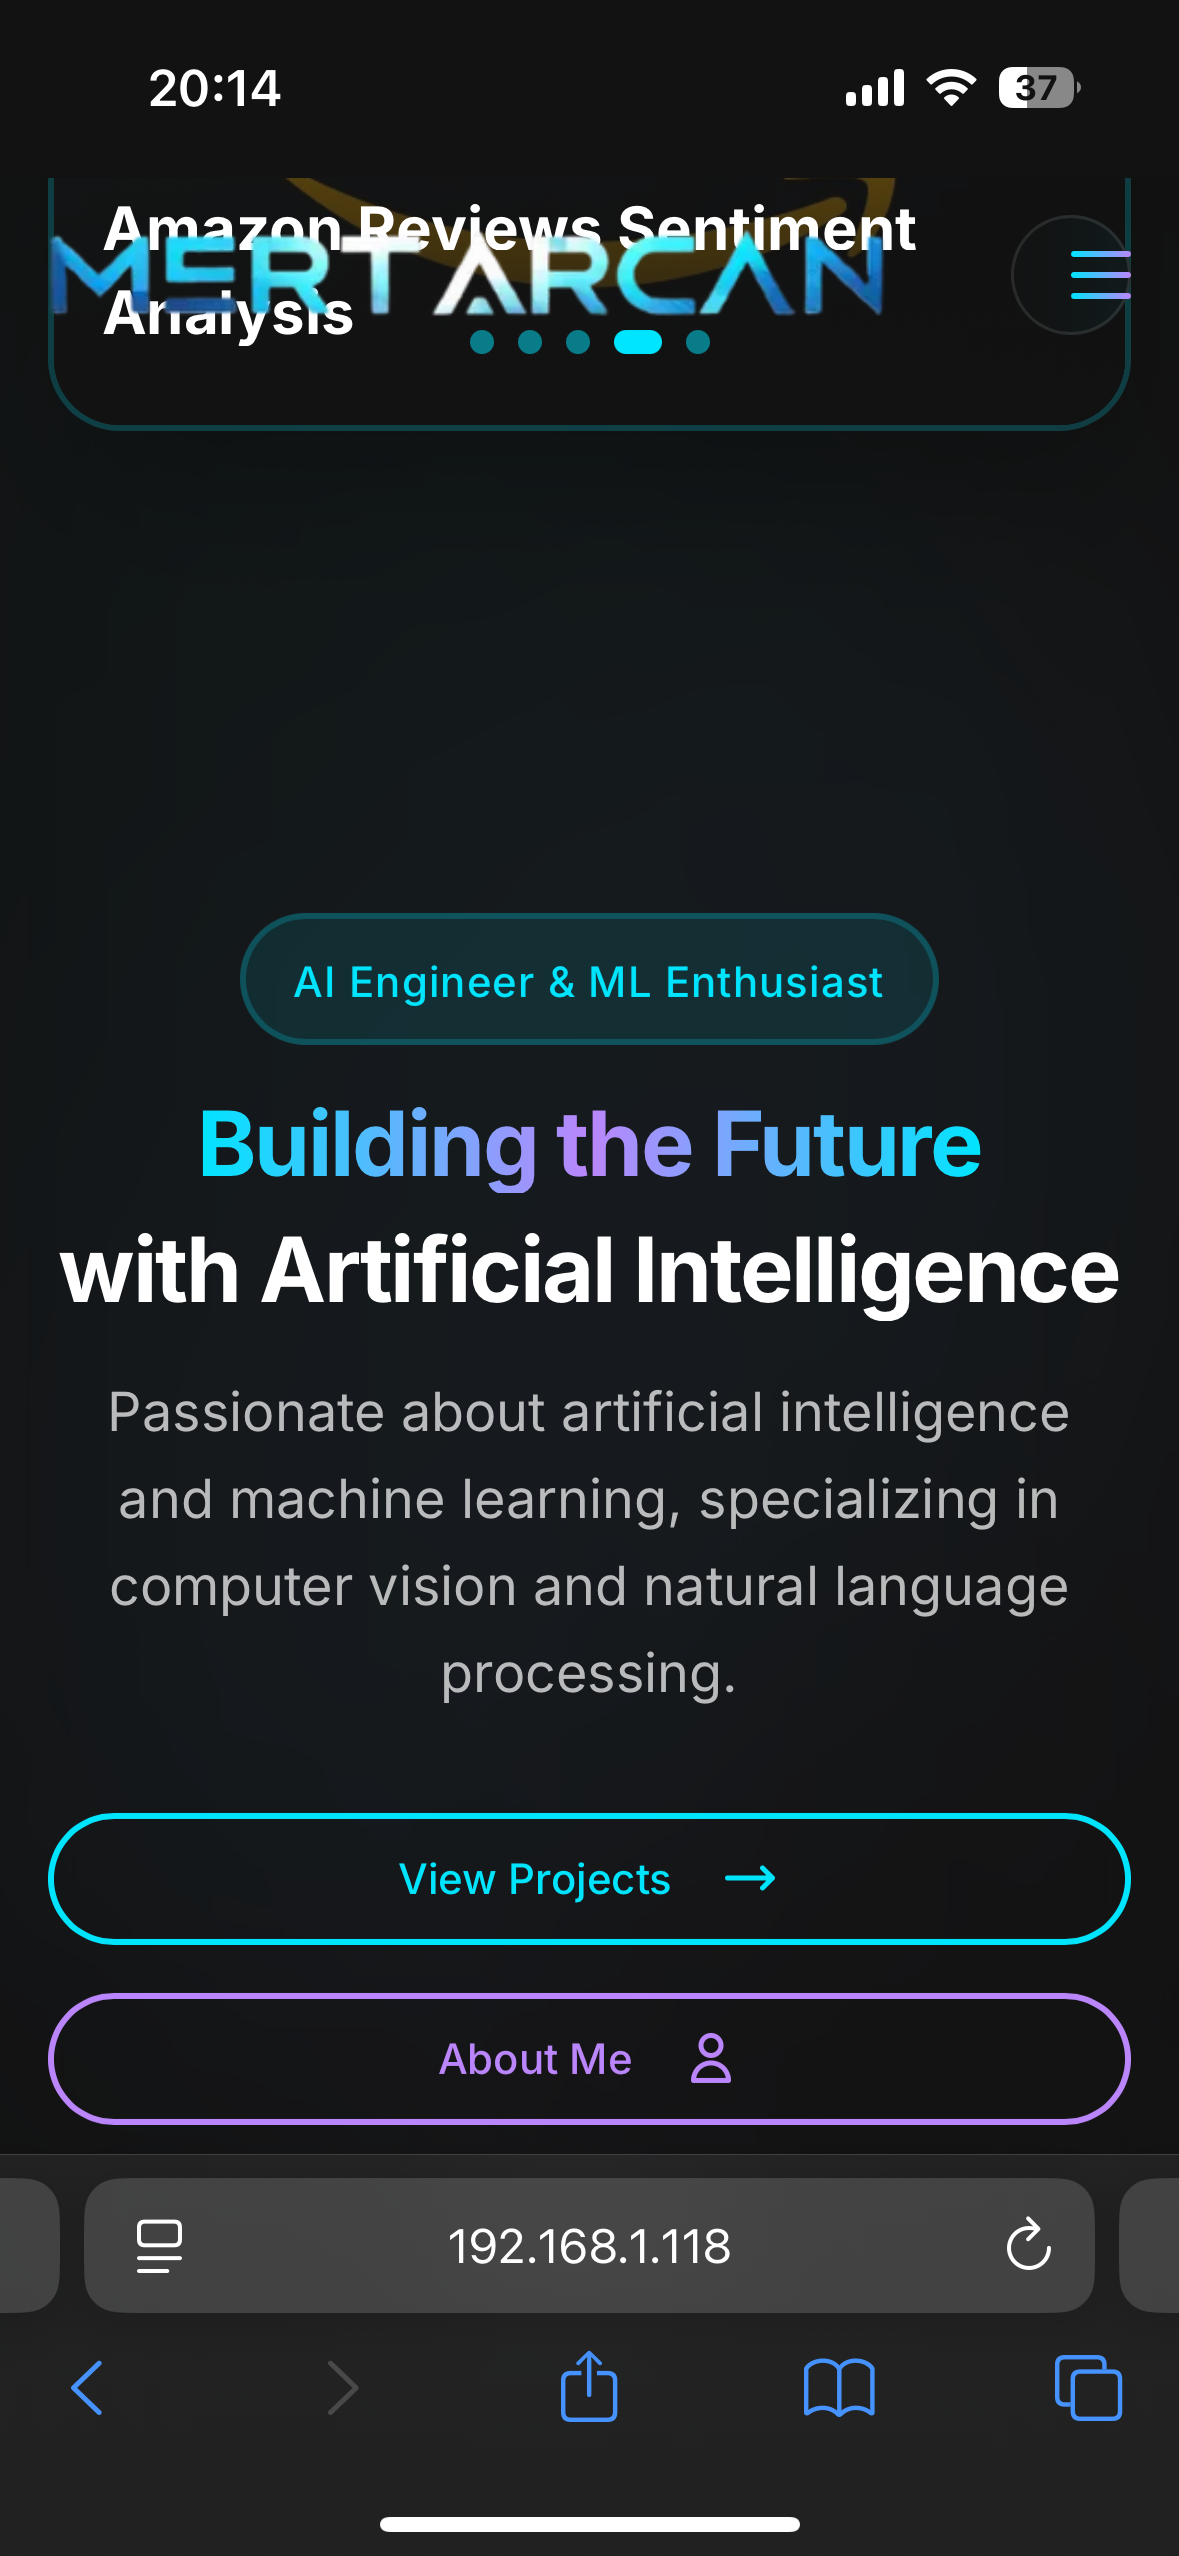 20:14
37
Amazon Reviews Sentiment
MERT ARCAN
Analysis
AI Engineer & ML Enthusiast
Building the Future
with Artificial Intelligence
Passionate about artificial intelligence
and machine learning, specializing in
computer vision and natural language
processing.
View Projects
About Me
192.168.1.118